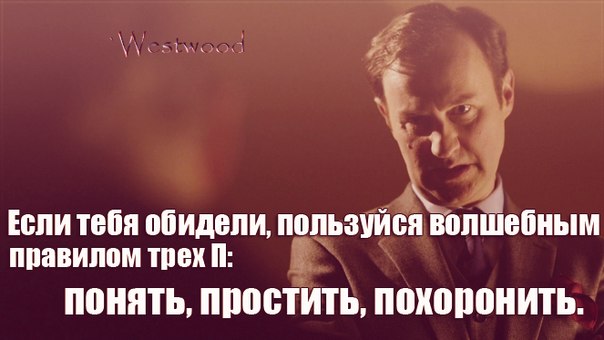 Westwood
Если тебя обидели, пользуйся волшебным
правилом трех П:
понять, простить, похоронить.